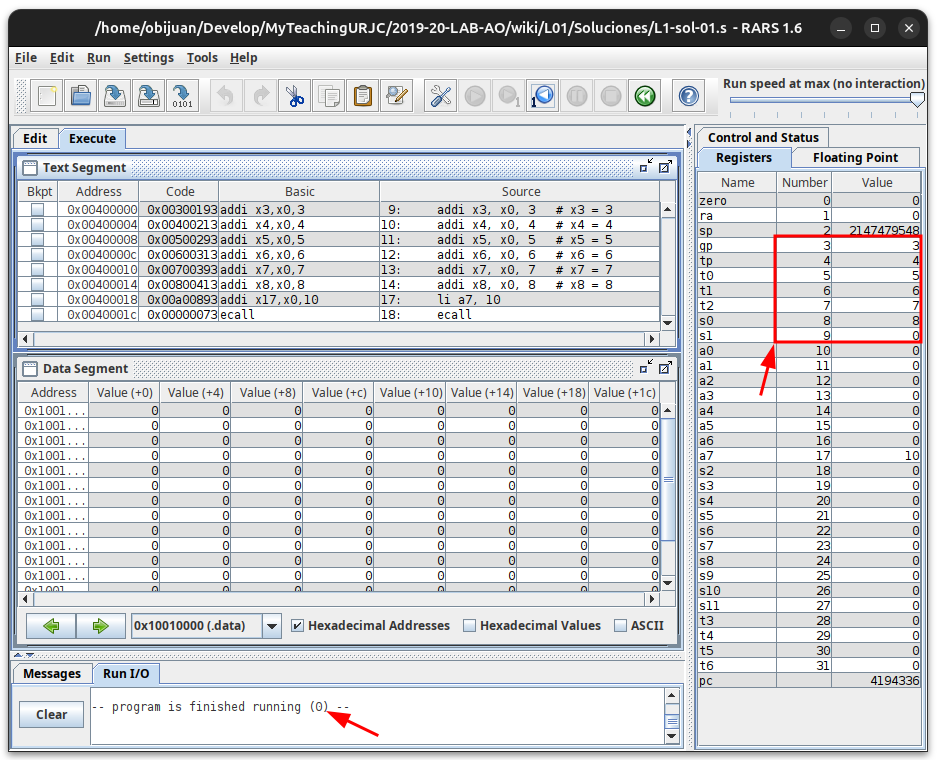 /home/obijuan/Develop/MyTeachingURJC/2019-20-LAB-AO/wiki/L01/Soluciones/L1-sol-01.s - RARS 1.6
File Edit Run Settings Tools Help
Run speed at max (no interaction)
Edit Execute
Text Segment
Bkpt Address Code Basic Source
0x00400000 0x00300193 addi x3,x0,3 9: addi x3, x0, 3 # x3 = 3
0x00400004 0x00400213 addi x4,x0,4 10: addi x4, x0, 4 # x4 = 4
0x00400008 0x00500293 addi x5,x0,5 11: addi x5, x0, 5 # x5 = 5
0x0040000c 0x00600313 addi x6,x0,6 12: addi x6, x0, 6 # x6 = 6
0x00400010 0x00700393 addi x7,x0,7 13: addi x7, x0, 7 # x7 = 7
0x00400014 0x00800413 addi x8,x0,8 14: addi x8, x0, 8 # x8 = 8
0x00400018 0x00a00893 addi x17,x0,10 17: li a7, 10
0x0040001c 0x00000073 ecall 18: ecall
Data Segment
Address Value (+0) Value (+4) Value (+8) Value (+c) Value (+10) Value (+14) Value (+18) Value (+1c)
0x1001... 0 0 0 0 0 0 0 0
0x1001... 0 0 0 0 0 0 0 0
0x1001... 0 0 0 0 0 0 0 0
0x1001... 0 0 0 0 0 0 0 0
0x1001... 0 0 0 0 0 0 0 0
0x1001... 0 0 0 0 0 0 0 0
0x1001... 0 0 0 0 0 0 0 0
0x1001... 0 0 0 0 0 0 0 0
0x1001... 0 0 0 0 0 0 0 0
0x1001... 0 0 0 0 0 0 0 0
0x1001... 0 0 0 0 0 0 0 0
0x1001... 0 0 0 0 0 0 0 0
0x1001 0 0 0 0 0 0 0 0
0x10010000 (.data) Hexadecimal Addresses Hexadecimal Values ASCII
Messages Run I/O
Clear
-- program is finished running (0) --
Control and Status
Registers Floating Point
Name Number Value
zero 0 0
ra 1 0
sp 2 2147479548
gp 3 3
tp 4 4
t0 5 5
t1 6 6
t2 7 7
s0 8 8
s1 9 0
a0 10 0
a1 11 0
a2 12 0
a3 13 0
a4 14 0
a5 15 0
a6 16 0
a7 17 10
s2 18 0
s3 19 0
s4 20 0
s5 21 0
s6 22 0
s7 23 0
s8 24 0
s9 25 0
s10 26 0
s11 27 0
t3 28 0
t4 29 0
t5 30 0
t6 31 0
pc 4194336